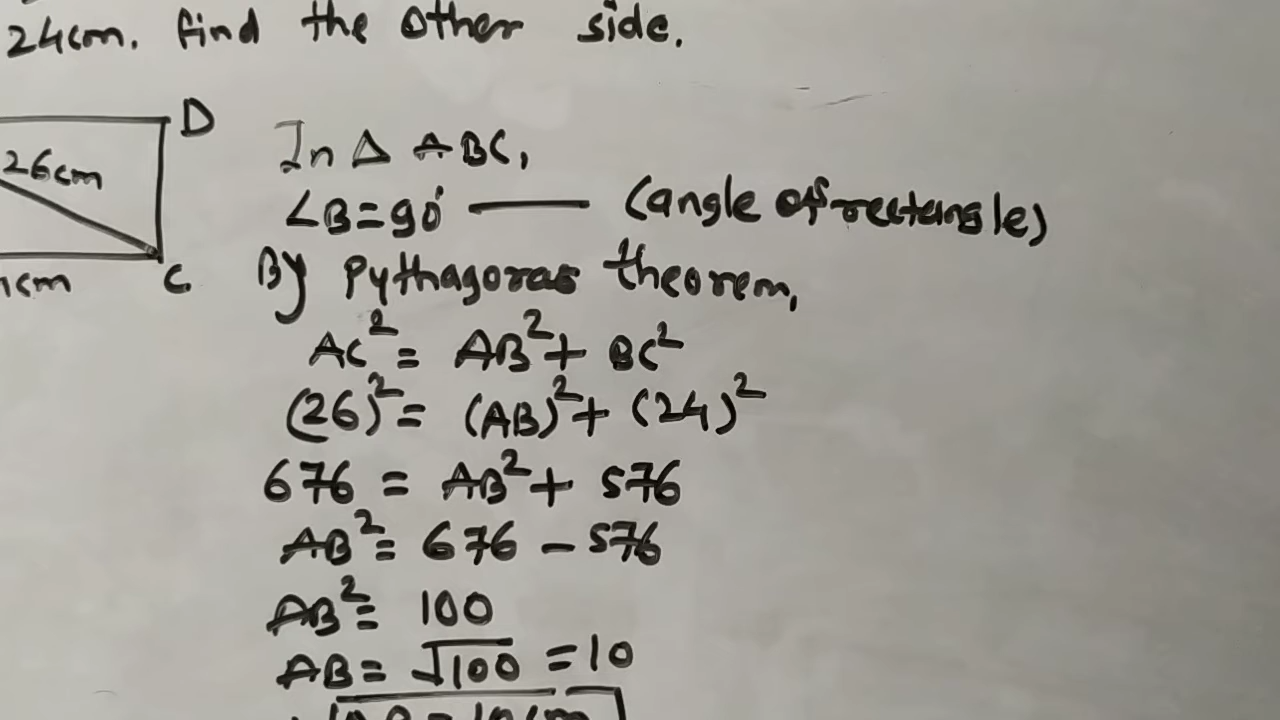 24cm. find the other side.
D
26cm
cm
C
In Δ ABC,
∠B=90° —— (angle of rectangle)
By Pythagoras theorem,
AC² = AB² + BC²
(26)² = (AB)² + (24)²
676 = AB² + 576
AB² = 676 - 576
AB² = 100
AB = √100 = 10